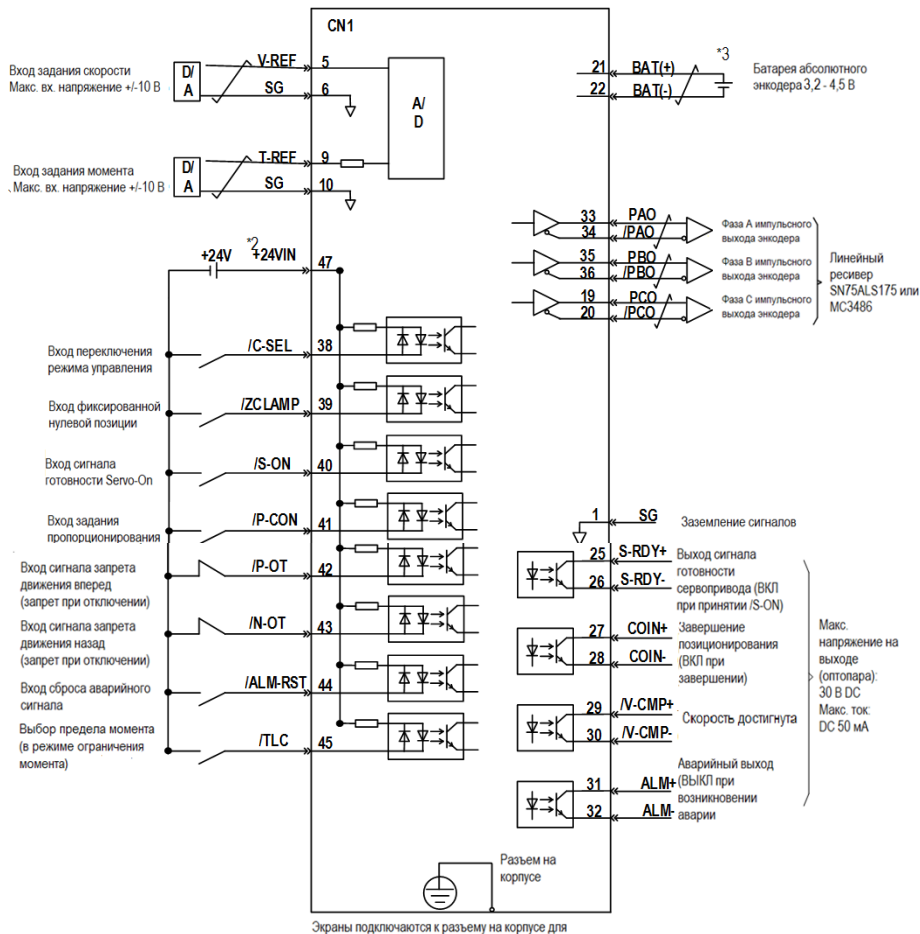 CN1
Вход задания скорости
Макс. вх. напряжение +/-10 В
D/
A
V-REF
5
SG
6
A/
D
Вход задания момента
Макс. вх. напряжение +/-10 В
D/
A
T-REF
9
SG
10
+24V
*2
+24VIN
47
Вход переключения
режима управления
/C-SEL
38
Вход фиксированной
нулевой позиции
/ZCLAMP
39
Вход сигнала
готовности Servo-On
/S-ON
40
Вход задания
пропорционирования
/P-CON
41
Вход сигнала запрета
движения вперед
(запрет при отключении)
/P-OT
42
Вход сигнала запрета
движения назад
(запрет при отключении)
/N-OT
43
Вход сброса аварийного
сигнала
/ALM-RST
44
Выбор предела момента
(в режиме ограничения
момента)
/TLC
45
21
BAT(+)
22
BAT(-)
*3
Батарея абсолютного
энкодера 3,2 - 4,5 В
33
PAO
34
/PAO
Фаза A импульсного
выхода энкодера
35
PBO
36
/PBO
Фаза B импульсного
выхода энкодера
19
PCO
20
/PCO
Фаза C импульсного
выхода энкодера
Линейный
ресивер
SN75ALS175 или
MC3486
1
SG
Заземление сигналов
25
S-RDY+
26
S-RDY-
Выход сигнала
готовности
сервопривода (ВКЛ
при принятии /S-ON)
27
COIN+
28
COIN-
Завершение
позиционирования
(ВКЛ при
завершении)
29
/V-CMP+
30
/V-CMP-
Скорость достигнута
31
ALM+
32
ALM-
Аварийный выход
(ВЫКЛ при
возникновении
аварии
Макс.
напряжение на
выходе
(оптопара):
30 В DC
Макс. ток:
DC 50 мА
Разъем на
корпусе
Экраны подключаются к разъему на корпусе для